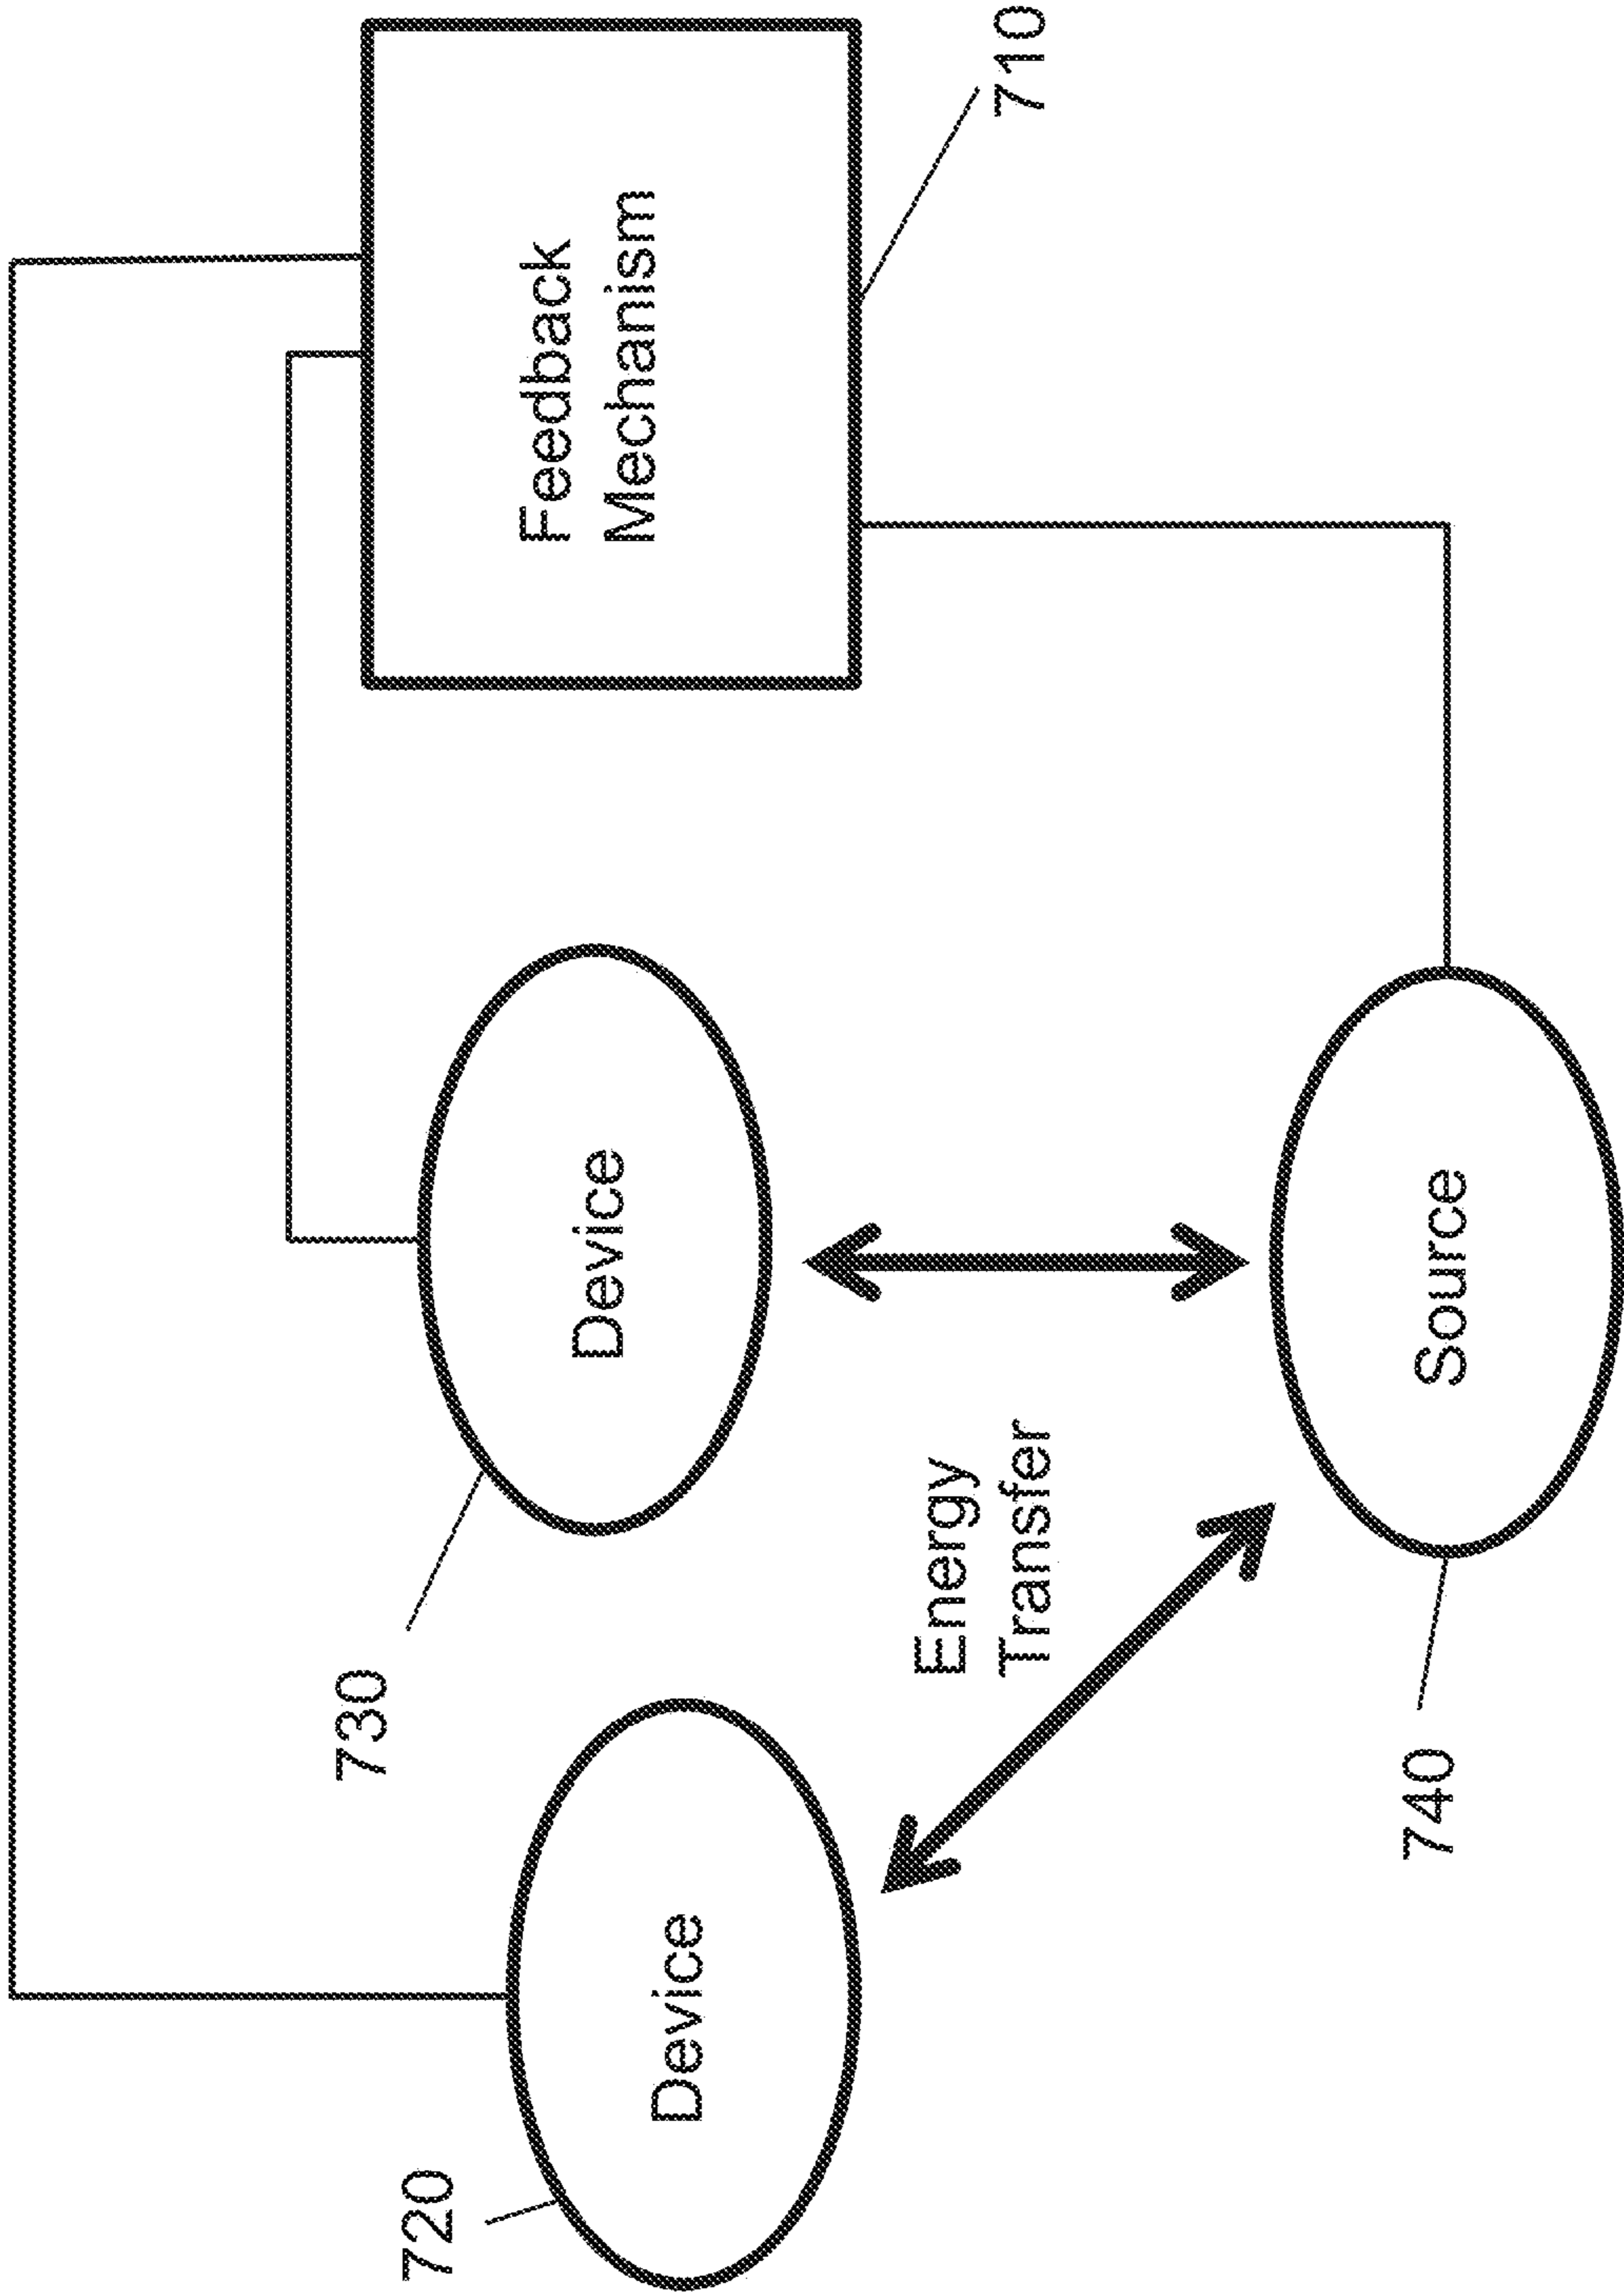 720
730
Device
Device
Feedback
Mechanism
710
Energy
Transfer
740
Source